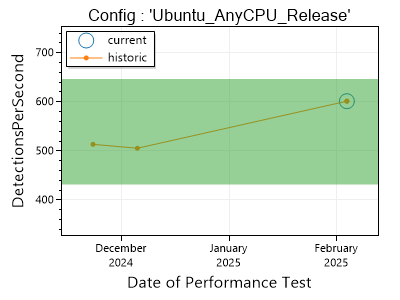 Config : 'Ubuntu_AnyCPU_Release'
current
historic
DetectionsPerSecond
700
600
500
400
December
2024
January
2025
February
2025
Date of Performance Test